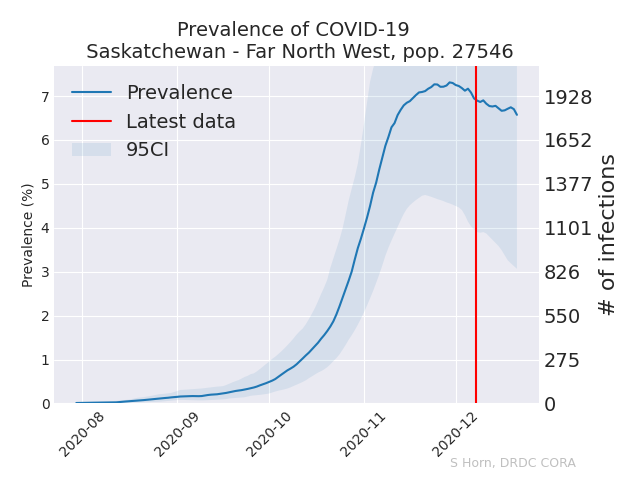 Prevalence of COVID-19
Saskatchewan - Far North West, pop. 27546
Prevalence
Latest data
95CI
Prevalence (%)
7
6
5
4
3
2
1
0
1928
1652
1377
1101
826
550
275
0
# of infections
2020-08
2020-09
2020-10
2020-11
2020-12
S Horn, DRDC CORA